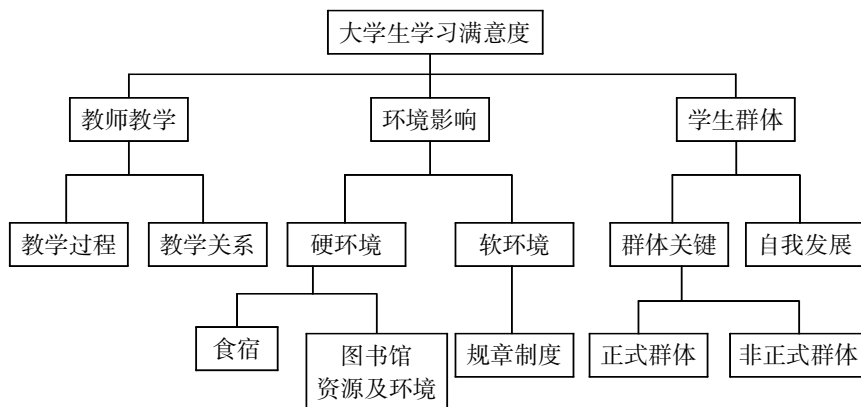 大学生学习满意度
教师教学
环境影响
学生群体
教学过程
教学关系
硬环境
软环境
群体关键
自我发展
食宿
图书馆
资源及环境
规章制度
正式群体
非正式群体